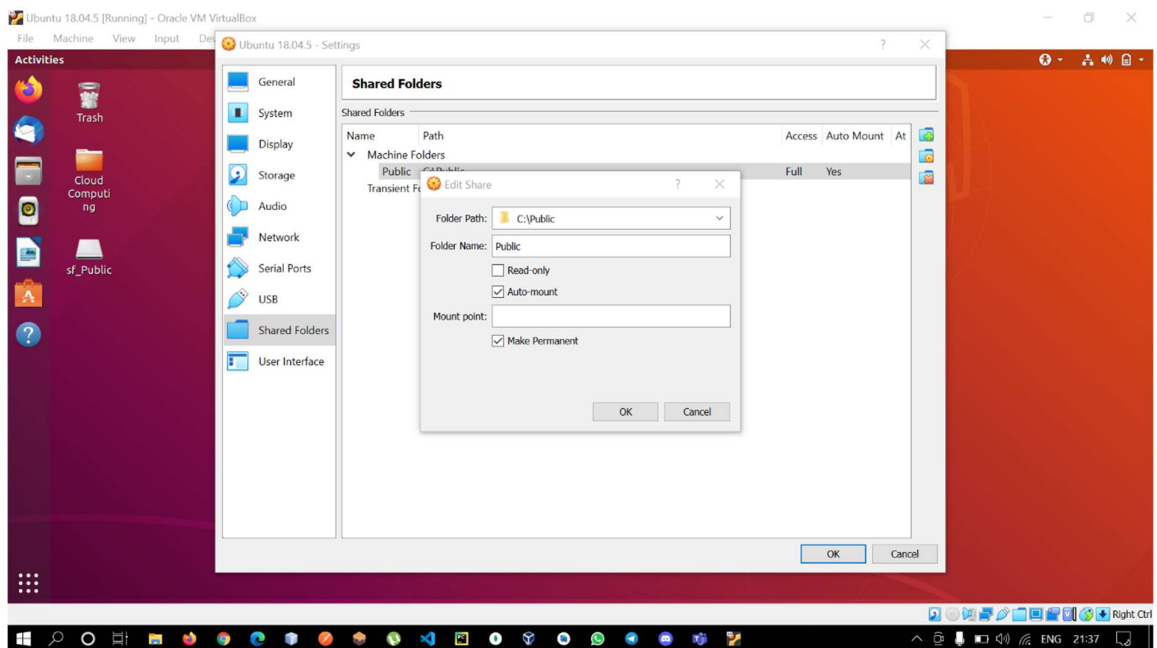 Ubuntu 18.04.5 [Running] - Oracle VM VirtualBox
File Machine View Input De
Ubuntu 18.04.5 - Settings
?
Activities
General
System
Display
Storage
Audio
Network
Serial Ports
USB
Shared Folders
User Interface
Trash
Cloud
Computi
ng
sf_Public
Shared Folders
Shared Folders
Name Path Access Auto Mount At
Machine Folders
Public C:\Public Full Yes
Transient Fo
Edit Share ?
Folder Path: C:\Public
Folder Name: Public
Read-only
Auto-mount
Mount point:
Make Permanent
OK Cancel
OK Cancel
Right Ctrl
ENG 21:37